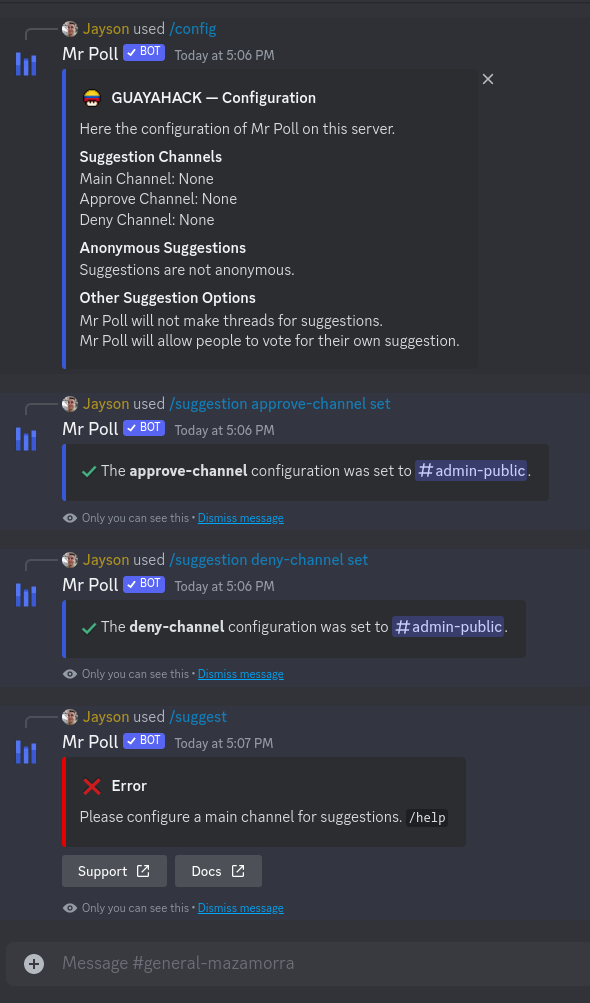 Jayson used /config
Mr Poll ✓ BOT Today at 5:06 PM
GUAYAHACK — Configuration
Here the configuration of Mr Poll on this server.
Suggestion Channels
Main Channel: None
Approve Channel: None
Deny Channel: None
Anonymous Suggestions
Suggestions are not anonymous.
Other Suggestion Options
Mr Poll will not make threads for suggestions.
Mr Poll will allow people to vote for their own suggestion.
Jayson used /suggestion approve-channel set
Mr Poll ✓ BOT Today at 5:06 PM
The approve-channel configuration was set to #admin-public.
Only you can see this • Dismiss message
Jayson used /suggestion deny-channel set
Mr Poll ✓ BOT Today at 5:06 PM
The deny-channel configuration was set to #admin-public.
Only you can see this • Dismiss message
Jayson used /suggest
Mr Poll ✓ BOT Today at 5:07 PM
Error
Please configure a main channel for suggestions. /help
Support Docs
Only you can see this • Dismiss message
Message #general-mazamorra